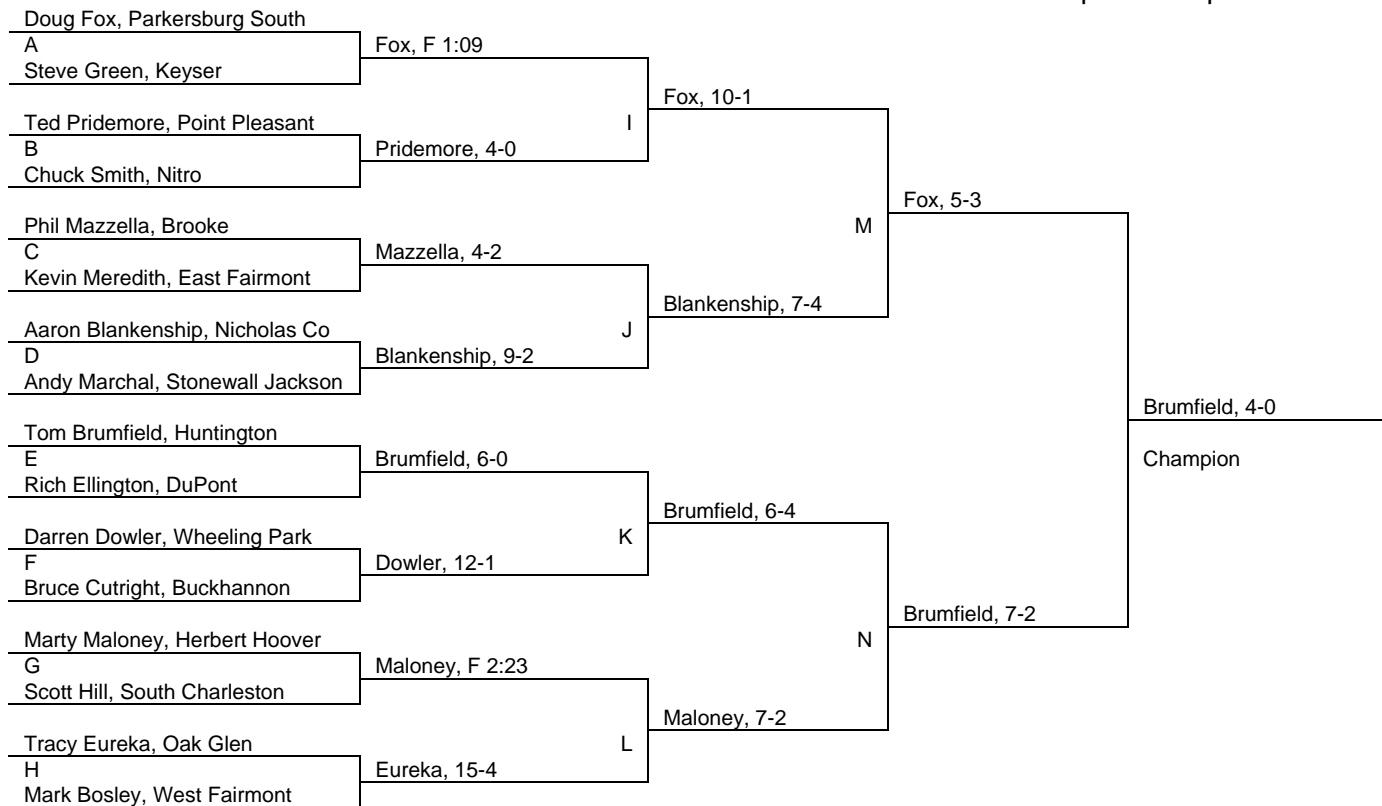 Doug Fox, Parkersburg South
A
Steve Green, Keyser
Fox, F 1:09
Ted Pridemore, Point Pleasant
B
Chuck Smith, Nitro
Pridemore, 4-0
I
Fox, 10-1
Phil Mazzella, Brooke
C
Kevin Meredith, East Fairmont
Mazzella, 4-2
Aaron Blankenship, Nicholas Co
D
Andy Marchal, Stonewall Jackson
Blankenship, 9-2
J
Blankenship, 7-4
M
Fox, 5-3
Tom Brumfield, Huntington
E
Rich Ellington, DuPont
Brumfield, 6-0
Darren Dowler, Wheeling Park
F
Bruce Cutright, Buckhannon
Dowler, 12-1
K
Brumfield, 6-4
Marty Maloney, Herbert Hoover
G
Scott Hill, South Charleston
Maloney, F 2:23
Tracy Eureka, Oak Glen
H
Mark Bosley, West Fairmont
Eureka, 15-4
L
Maloney, 7-2
N
Brumfield, 7-2
Brumfield, 4-0
Champion